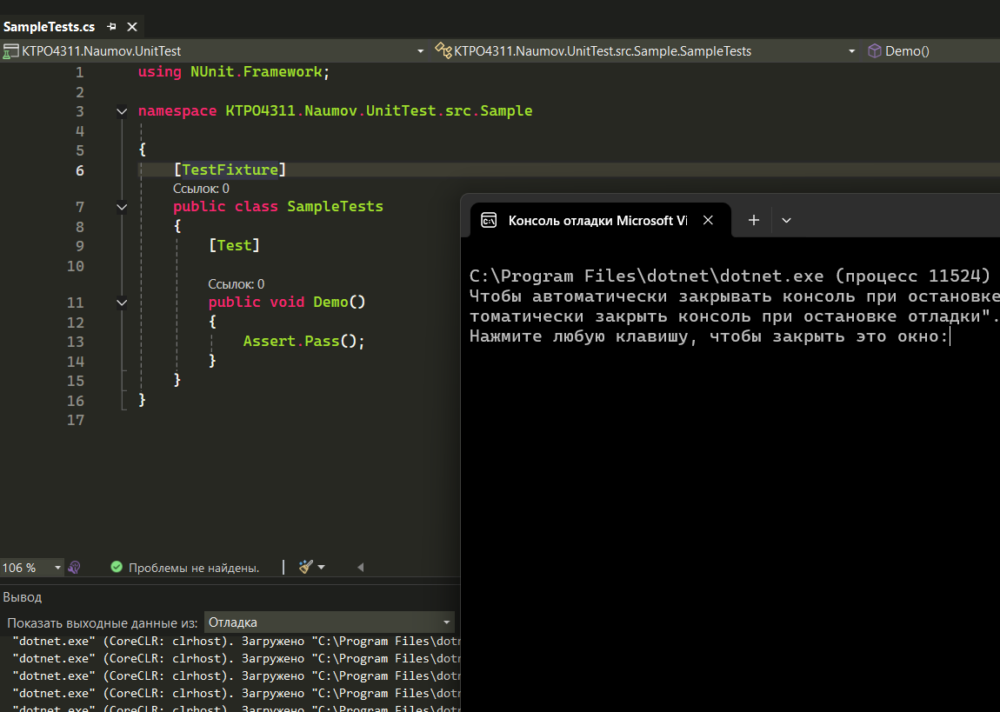 SampleTests.cs
KTPO4311.Naumov.UnitTest
KTPO4311.Naumov.UnitTest.src.Sample.SampleTests
Demo()
1 using NUnit.Framework;
2
3 namespace KTPO4311.Naumov.UnitTest.src.Sample
4
5 {
6 [TestFixture]
Ссылок: 0
7 public class SampleTests
8 {
9 [Test]
10
Ссылок: 0
11 public void Demo()
12 {
13 Assert.Pass();
14 }
15 }
16 }
17
Консоль отладки Microsoft Vi
C:\Program Files\dotnet\dotnet.exe (процесс 11524)
Чтобы автоматически закрывать консоль при остановке
томатически закрыть консоль при остановке отладки".
Нажмите любую клавишу, чтобы закрыть это окно:
106 %
Проблемы не найдены.
Вывод
Показать выходные данные из: Отладка
"dotnet.exe" (CoreCLR: clrhost). Загружено "C:\Program Files\dotn
"dotnet.exe" (CoreCLR: clrhost). Загружено "C:\Program Files\dotn
"dotnet.exe" (CoreCLR: clrhost). Загружено "C:\Program Files\dotn
"dotnet.exe" (CoreCLR: clrhost). Загружено "C:\Program Files\dotn
"dotnet.exe" (CoreCLR: clrhost). Загружено "C:\Program Files\dotn